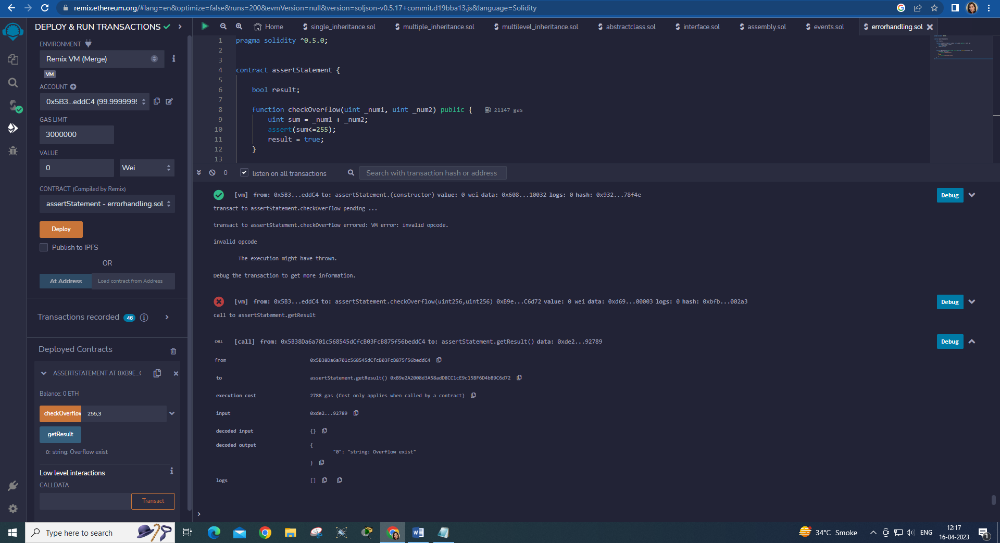 remix.ethereum.org/#lang=en&optimize=false&runs=200&evmVersion=null&version=soljson-v0.5.17+commit.d19bba13.js&language=Solidity
DEPLOY & RUN TRANSACTIONS
Home
single_inheritance.sol
multiple_inheritance.sol
multilevel_inheritance.sol
abstractclass.sol
interface.sol
assembly.sol
events.sol
errorhandling.sol
ENVIRONMENT
Remix VM (Merge)
VM
ACCOUNT
0x5B3...eddC4 (99.9999999
GAS LIMIT
3000000
VALUE
0
Wei
CONTRACT (Compiled by Remix)
assertStatement - errorhandling.sol
Deploy
Publish to IPFS
OR
At Address
Load contract from Address
Transactions recorded 46
Deployed Contracts
ASSERTSTATEMENT AT 0XB9E...
Balance: 0 ETH
checkOverflow
255,3
getResult
0: string: Overflow exist
Low level interactions
CALLDATA
Transact
1 pragma solidity ^0.5.0;
2
3
4 contract assertStatement {
5
6 bool result;
7
8 function checkOverflow(uint _num1, uint _num2) public { 21147 gas
9 uint sum = _num1 + _num2;
10 assert(sum<=255);
11 result = true;
12 }
13
0
listen on all transactions
Search with transaction hash or address
[vm] from: 0x5B3...eddC4 to: assertStatement.(constructor) value: 0 wei data: 0x608...10032 logs: 0 hash: 0x932...78f4e
Debug
transact to assertStatement.checkOverflow pending ...
transact to assertStatement.checkOverflow errored: VM error: invalid opcode.
invalid opcode
The execution might have thrown.
Debug the transaction to get more information.
[vm] from: 0x5B3...eddC4 to: assertStatement.checkOverflow(uint256,uint256) 0xB9e...C6d72 value: 0 wei data: 0xd69...00003 logs: 0 hash: 0xbfb...002a3
Debug
call to assertStatement.getResult
CALL [call] from: 0x5B38Da6a701c568545dCfcB03FcB875f56beddC4 to: assertStatement.getResult() data: 0xde2...92789
Debug
from 0x5B38Da6a701c568545dCfcB03FcB875f56beddC4
to assertStatement.getResult() 0xB9e2A2008d3A58adD8CC1cE9c15BF6D4bB9C6d72
execution cost 2788 gas (Cost only applies when called by a contract)
input 0xde2...92789
decoded input {}
decoded output {
"0": "string: Overflow exist"
}
logs []
>
Type here to search
34°C Smoke
ENG
12:17
16-04-2023
1